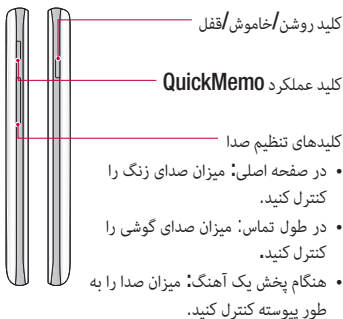 کلید روشن/خاموش/قفل
کلید عملکرد QuickMemo
کلیدهای تنظیم صدا
• در صفحه اصلی: میزان صدای زنگ را
کنترل کنید.
• در طول تماس: میزان صدای گوشی را
کنترل کنید.
• هنگام پخش یک آهنگ: میزان صدا را به
طور پیوسته کنترل کنید.